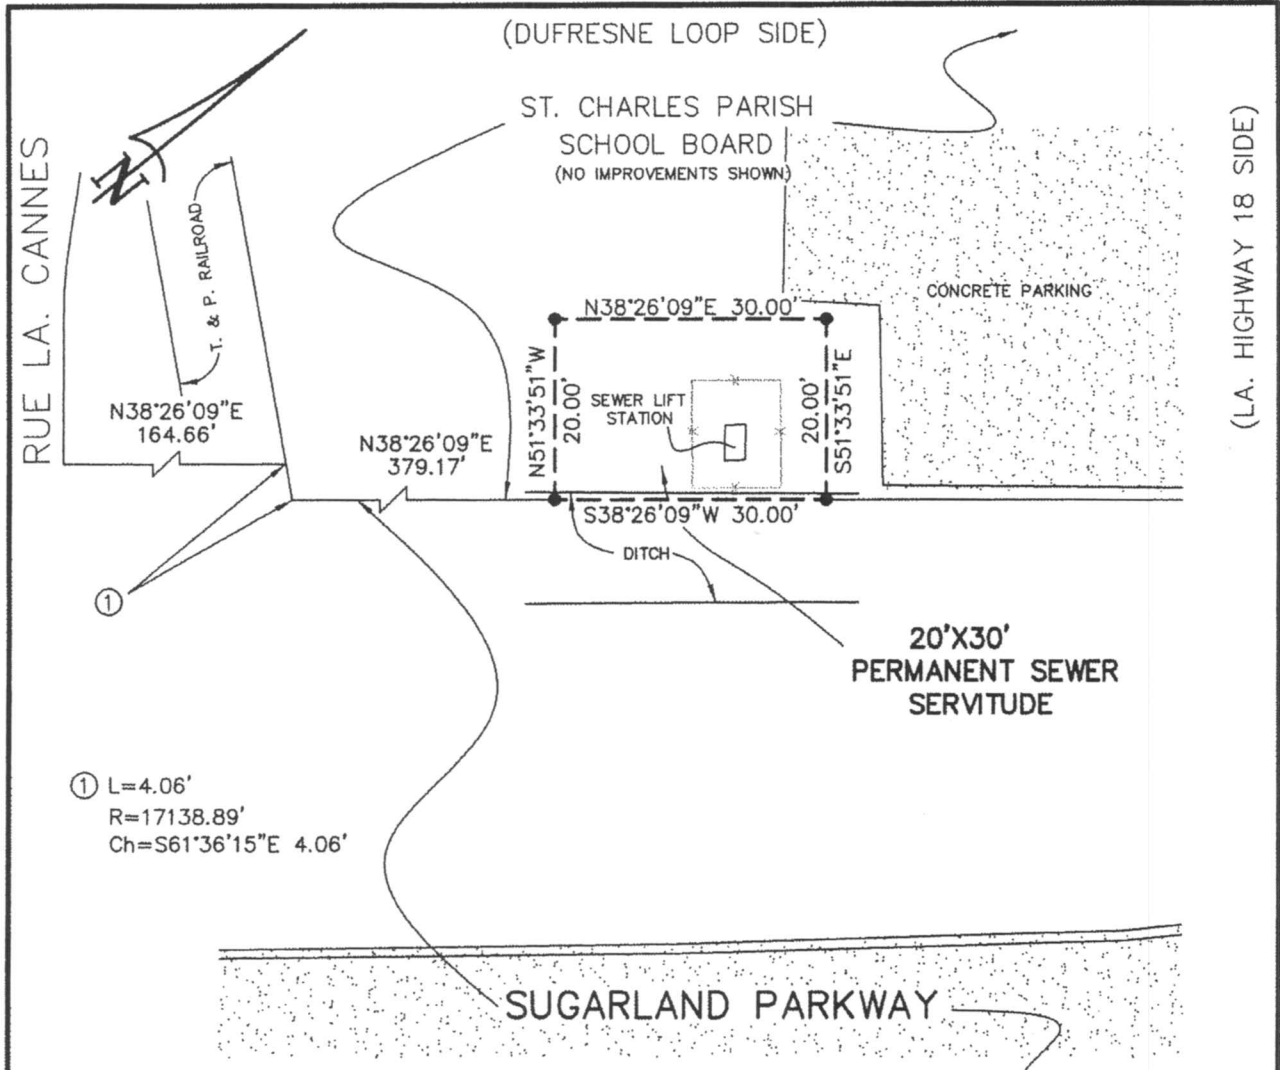 (DUFRESNE LOOP SIDE)
ST. CHARLES PARISH
SCHOOL BOARD
(NO IMPROVEMENTS SHOWN)
RUE LA. CANNES
N
T. & P. RAILROAD
(LA. HIGHWAY 18 SIDE)
CONCRETE PARKING
N38°26'09"E 30.00'
N51°33'51"W
20.00'
SEWER LIFT
STATION
20.00'
S51°33'51"E
N38°26'09"E
164.66'
N38°26'09"E
379.17'
S38°26'09"W 30.00'
DITCH
1
20'X30'
PERMANENT SEWER
SERVITUDE
1 L=4.06'
R=17138.89'
Ch=S61°36'15"E 4.06'
SUGARLAND PARKWAY